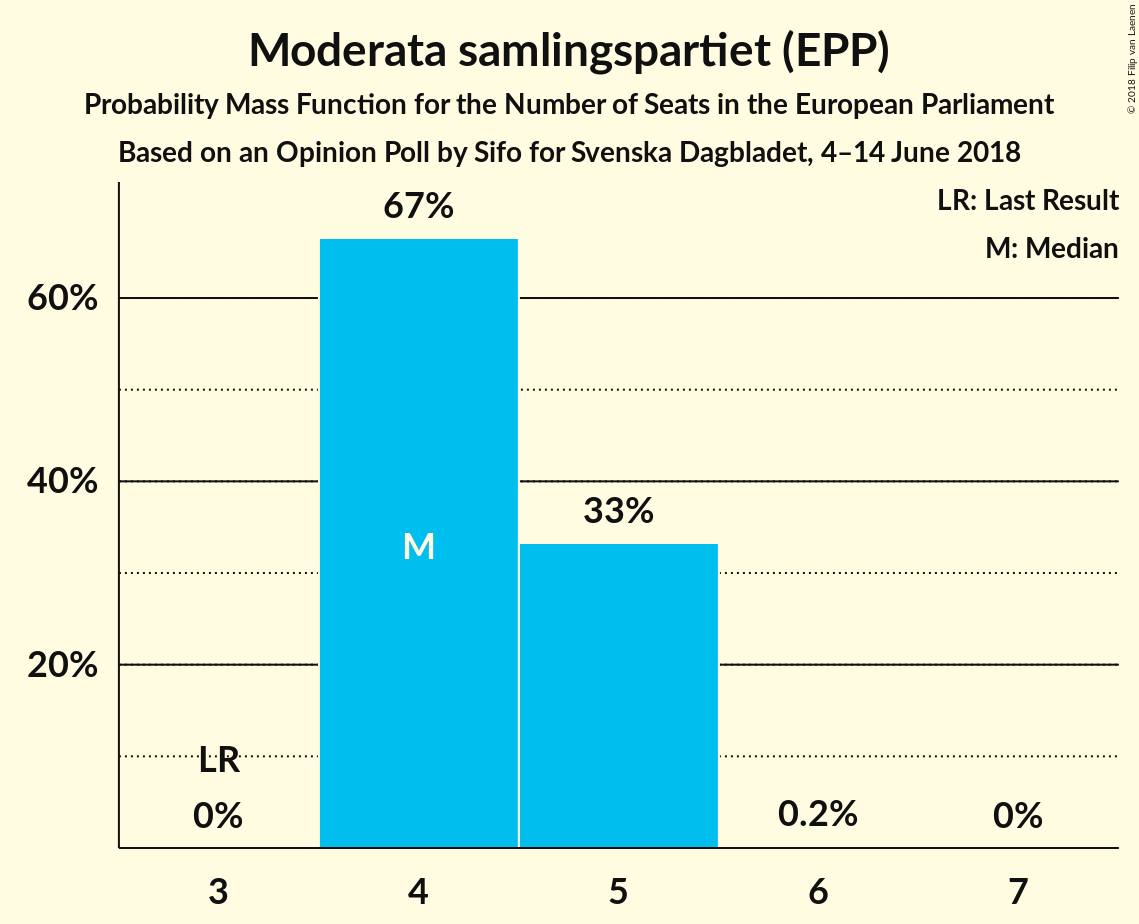 Moderata samlingspartiet (EPP)
Probability Mass Function for the Number of Seats in the European Parliament
Based on an Opinion Poll by Sifo for Svenska Dagbladet, 4–14 June 2018
© 2018 Filip van Laenen
LR: Last Result
M: Median
67%
60%
40%
33%
M
20%
LR
0%
0.2%
0%
3 4 5 6 7